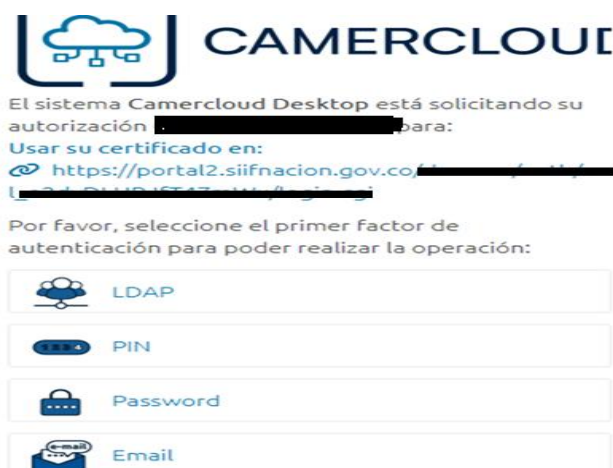 CAMERCLOUD
El sistema Camercloud Desktop está solicitando su
autorización para:
Usar su certificado en:
https://portal2.siifnacion.gov.co/
Por favor, seleccione el primer factor de
autenticación para poder realizar la operación:
LDAP
PIN
Password
e-mail
Email